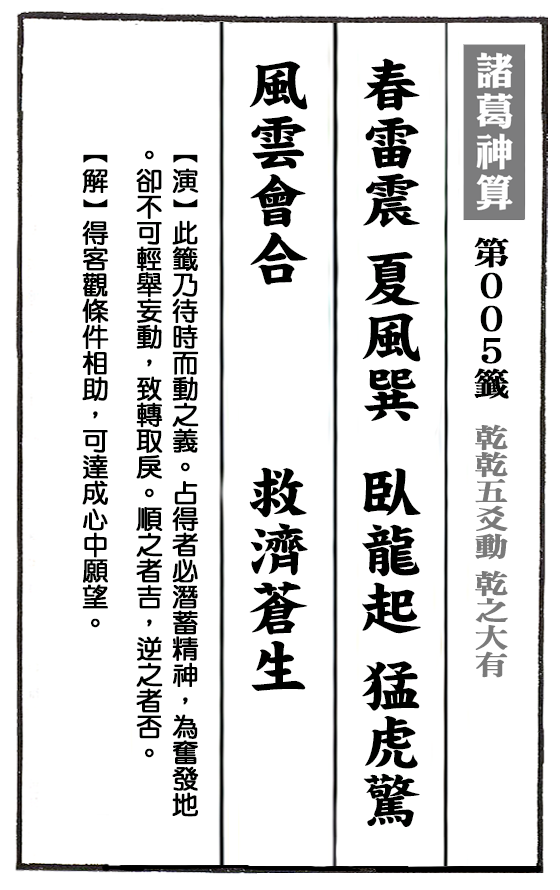 諸葛神算 第005籤 乾乾五爻動 乾之大有
春雷震 夏風巽 臥龍起 猛虎驚
風雲會合 救濟蒼生
【演】此籤乃待時而動之義。占得者必潛蓄精神，為奮發地
。卻不可輕舉妄動，致轉取戾。順之者吉，逆之者否。
【解】得客觀條件相助，可達成心中願望。